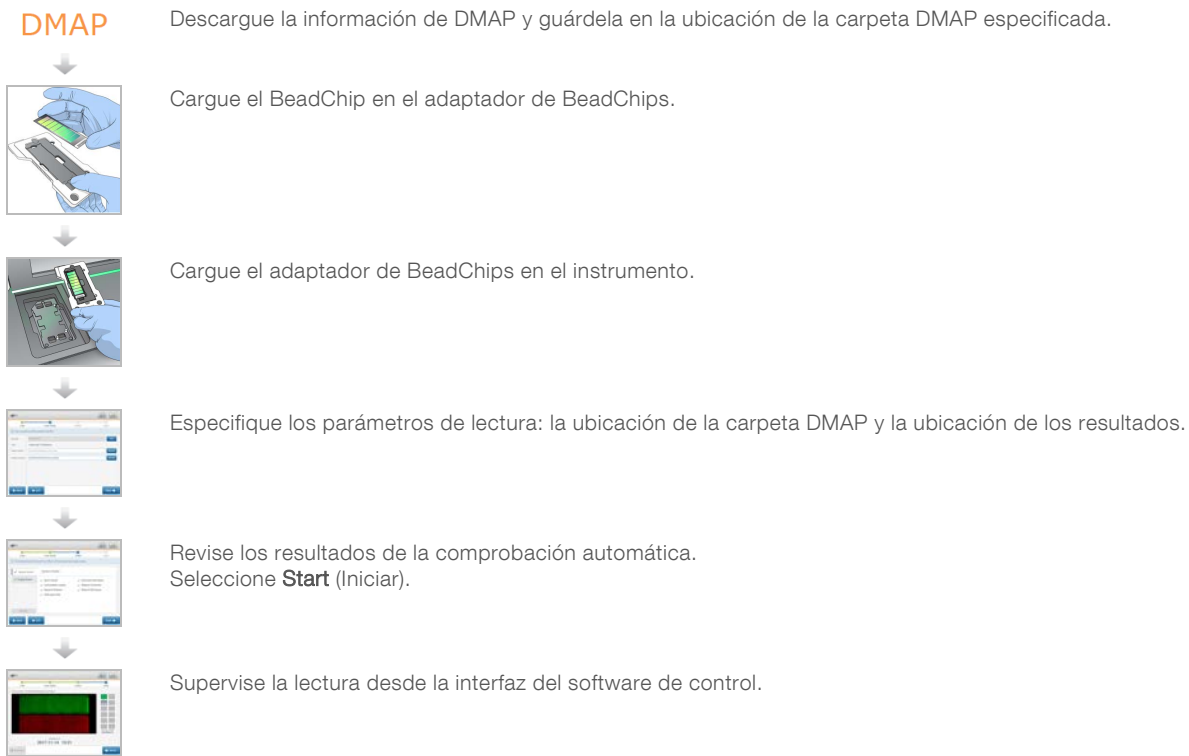 DMAP
Descargue la información de DMAP y guárdela en la ubicación de la carpeta DMAP especificada.
Cargue el BeadChip en el adaptador de BeadChips.
Cargue el adaptador de BeadChips en el instrumento.
Especifique los parámetros de lectura: la ubicación de la carpeta DMAP y la ubicación de los resultados.
Revise los resultados de la comprobación automática.
Seleccione Start (Iniciar).
Supervise la lectura desde la interfaz del software de control.